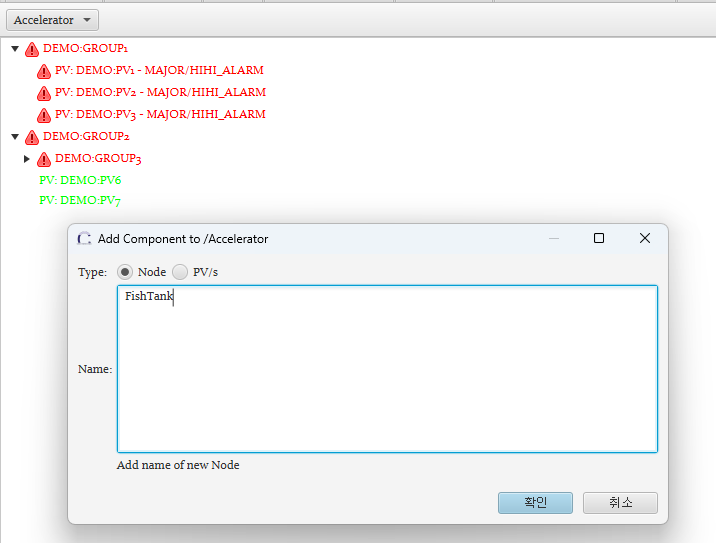 Accelerator
DEMO:GROUP1
PV: DEMO:PV1 - MAJOR/HIHI_ALARM
PV: DEMO:PV2 - MAJOR/HIHI_ALARM
PV: DEMO:PV3 - MAJOR/HIHI_ALARM
DEMO:GROUP2
DEMO:GROUP3
PV: DEMO:PV6
PV: DEMO:PV7
Add Component to /Accelerator
Type: Node PV/s
FishTank
Name:
Add name of new Node
확인 취소